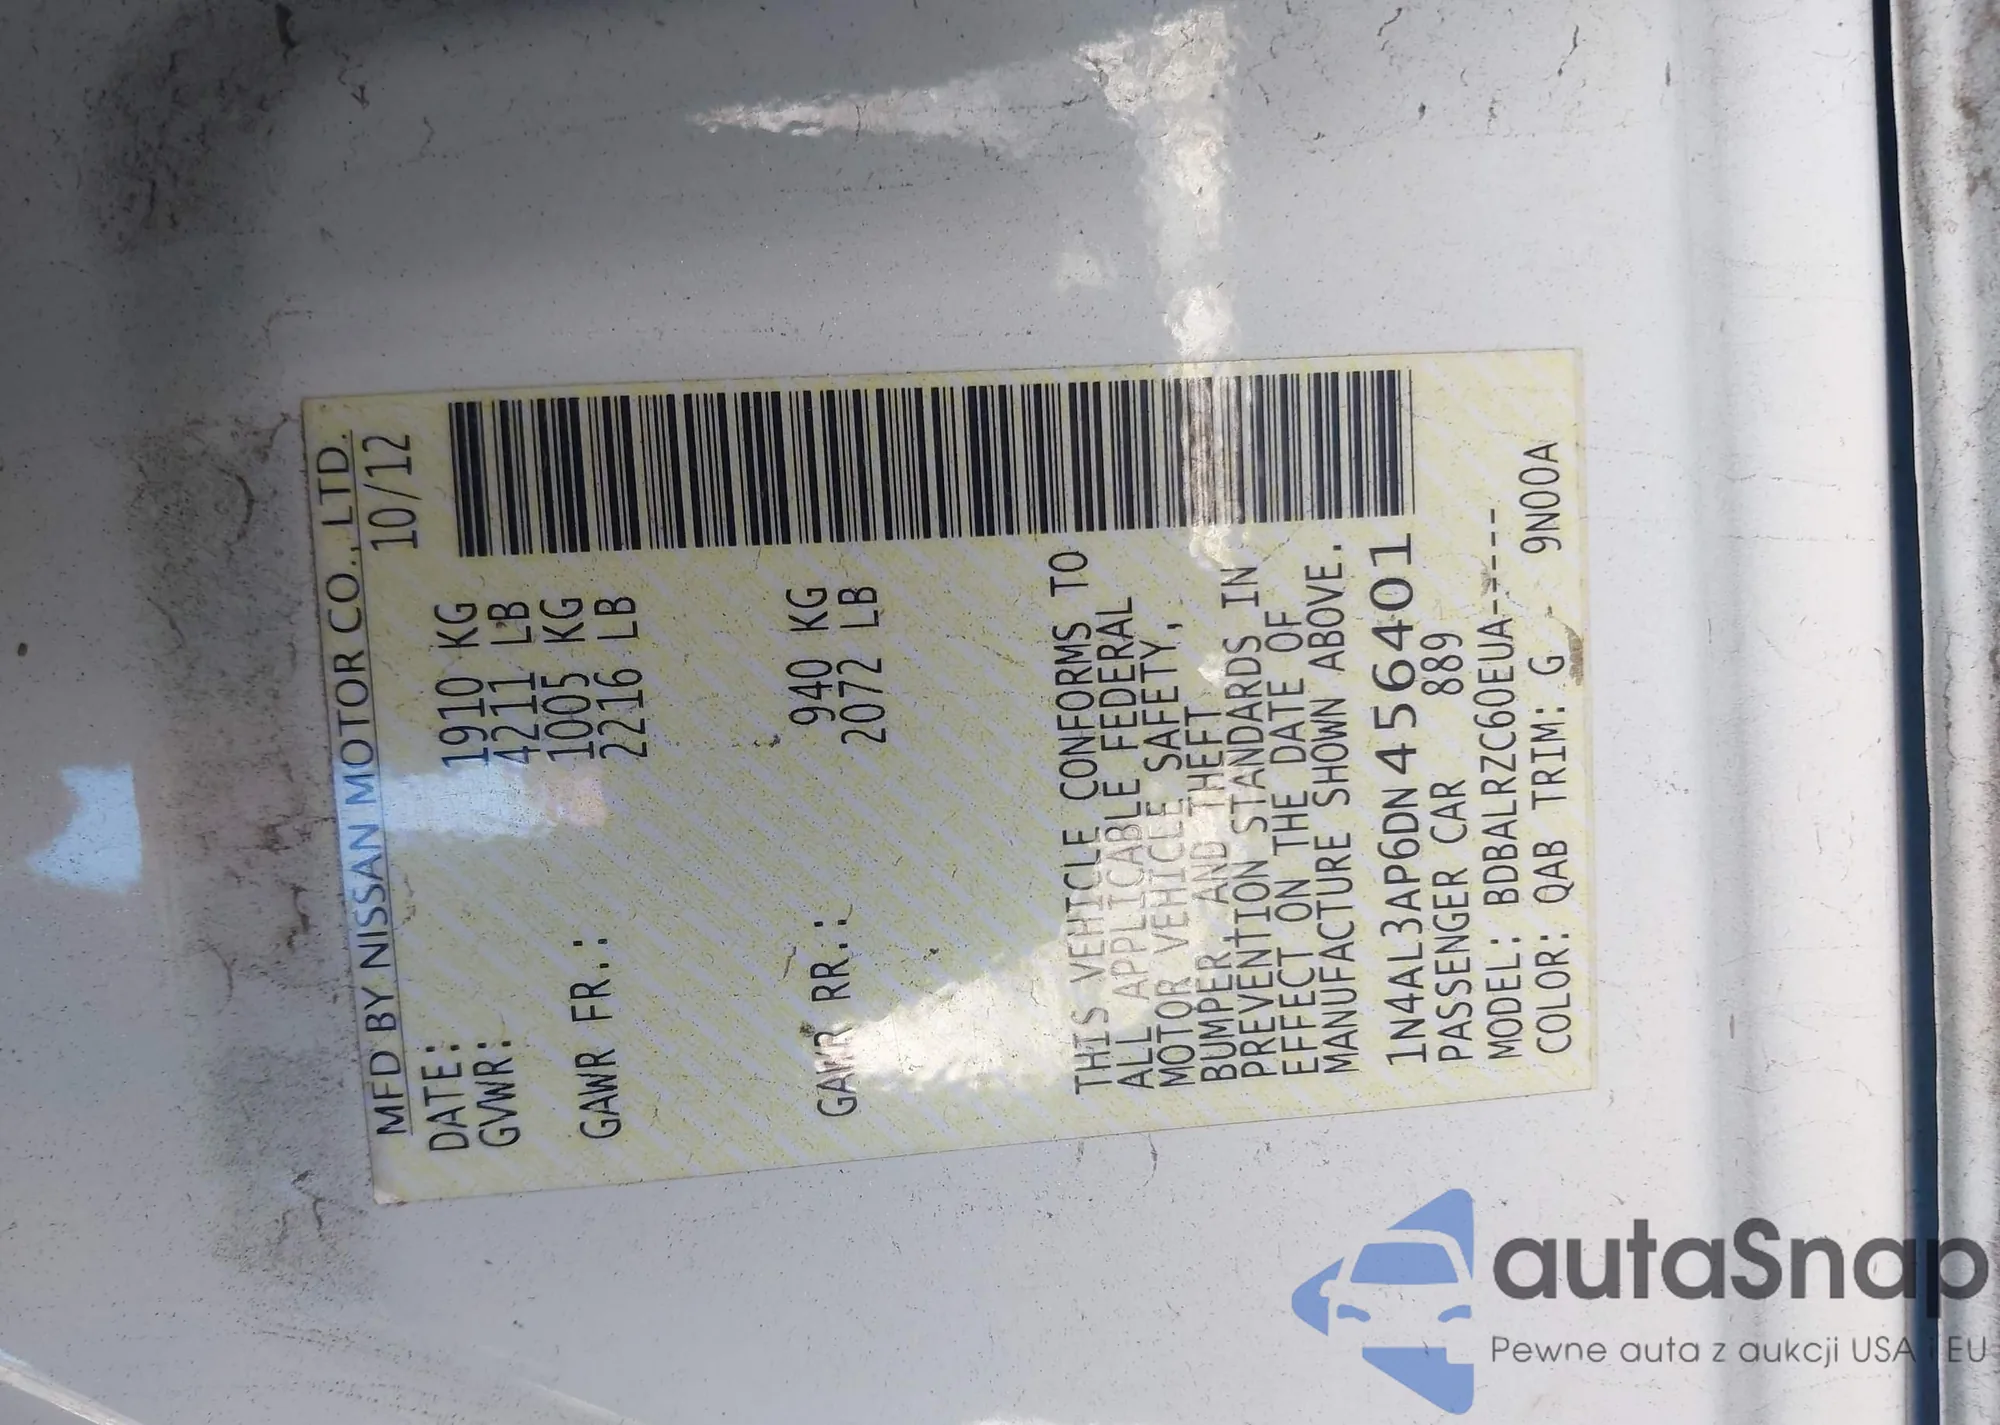 MFD BY NISSAN MOTOR CO., LTD.
DATE: 10/12
GVWR: 1910 KG
4211 LB
GAWR FR.: 1005 KG
2216 LB
GAWR RR.: 940 KG
2072 LB
THIS VEHICLE CONFORMS TO
ALL APPLICABLE FEDERAL
MOTOR VEHICLE SAFETY,
BUMPER, AND THEFT
PREVENTION STANDARDS IN
EFFECT ON THE DATE OF
MANUFACTURE SHOWN ABOVE.
1N4AL3AP6DN456401
PASSENGER CAR 889
MODEL: BDBALRZC60EUA-----
COLOR: QAB TRIM: G 9N00A
autaSnap
Pewne auta z aukcji USA i EU